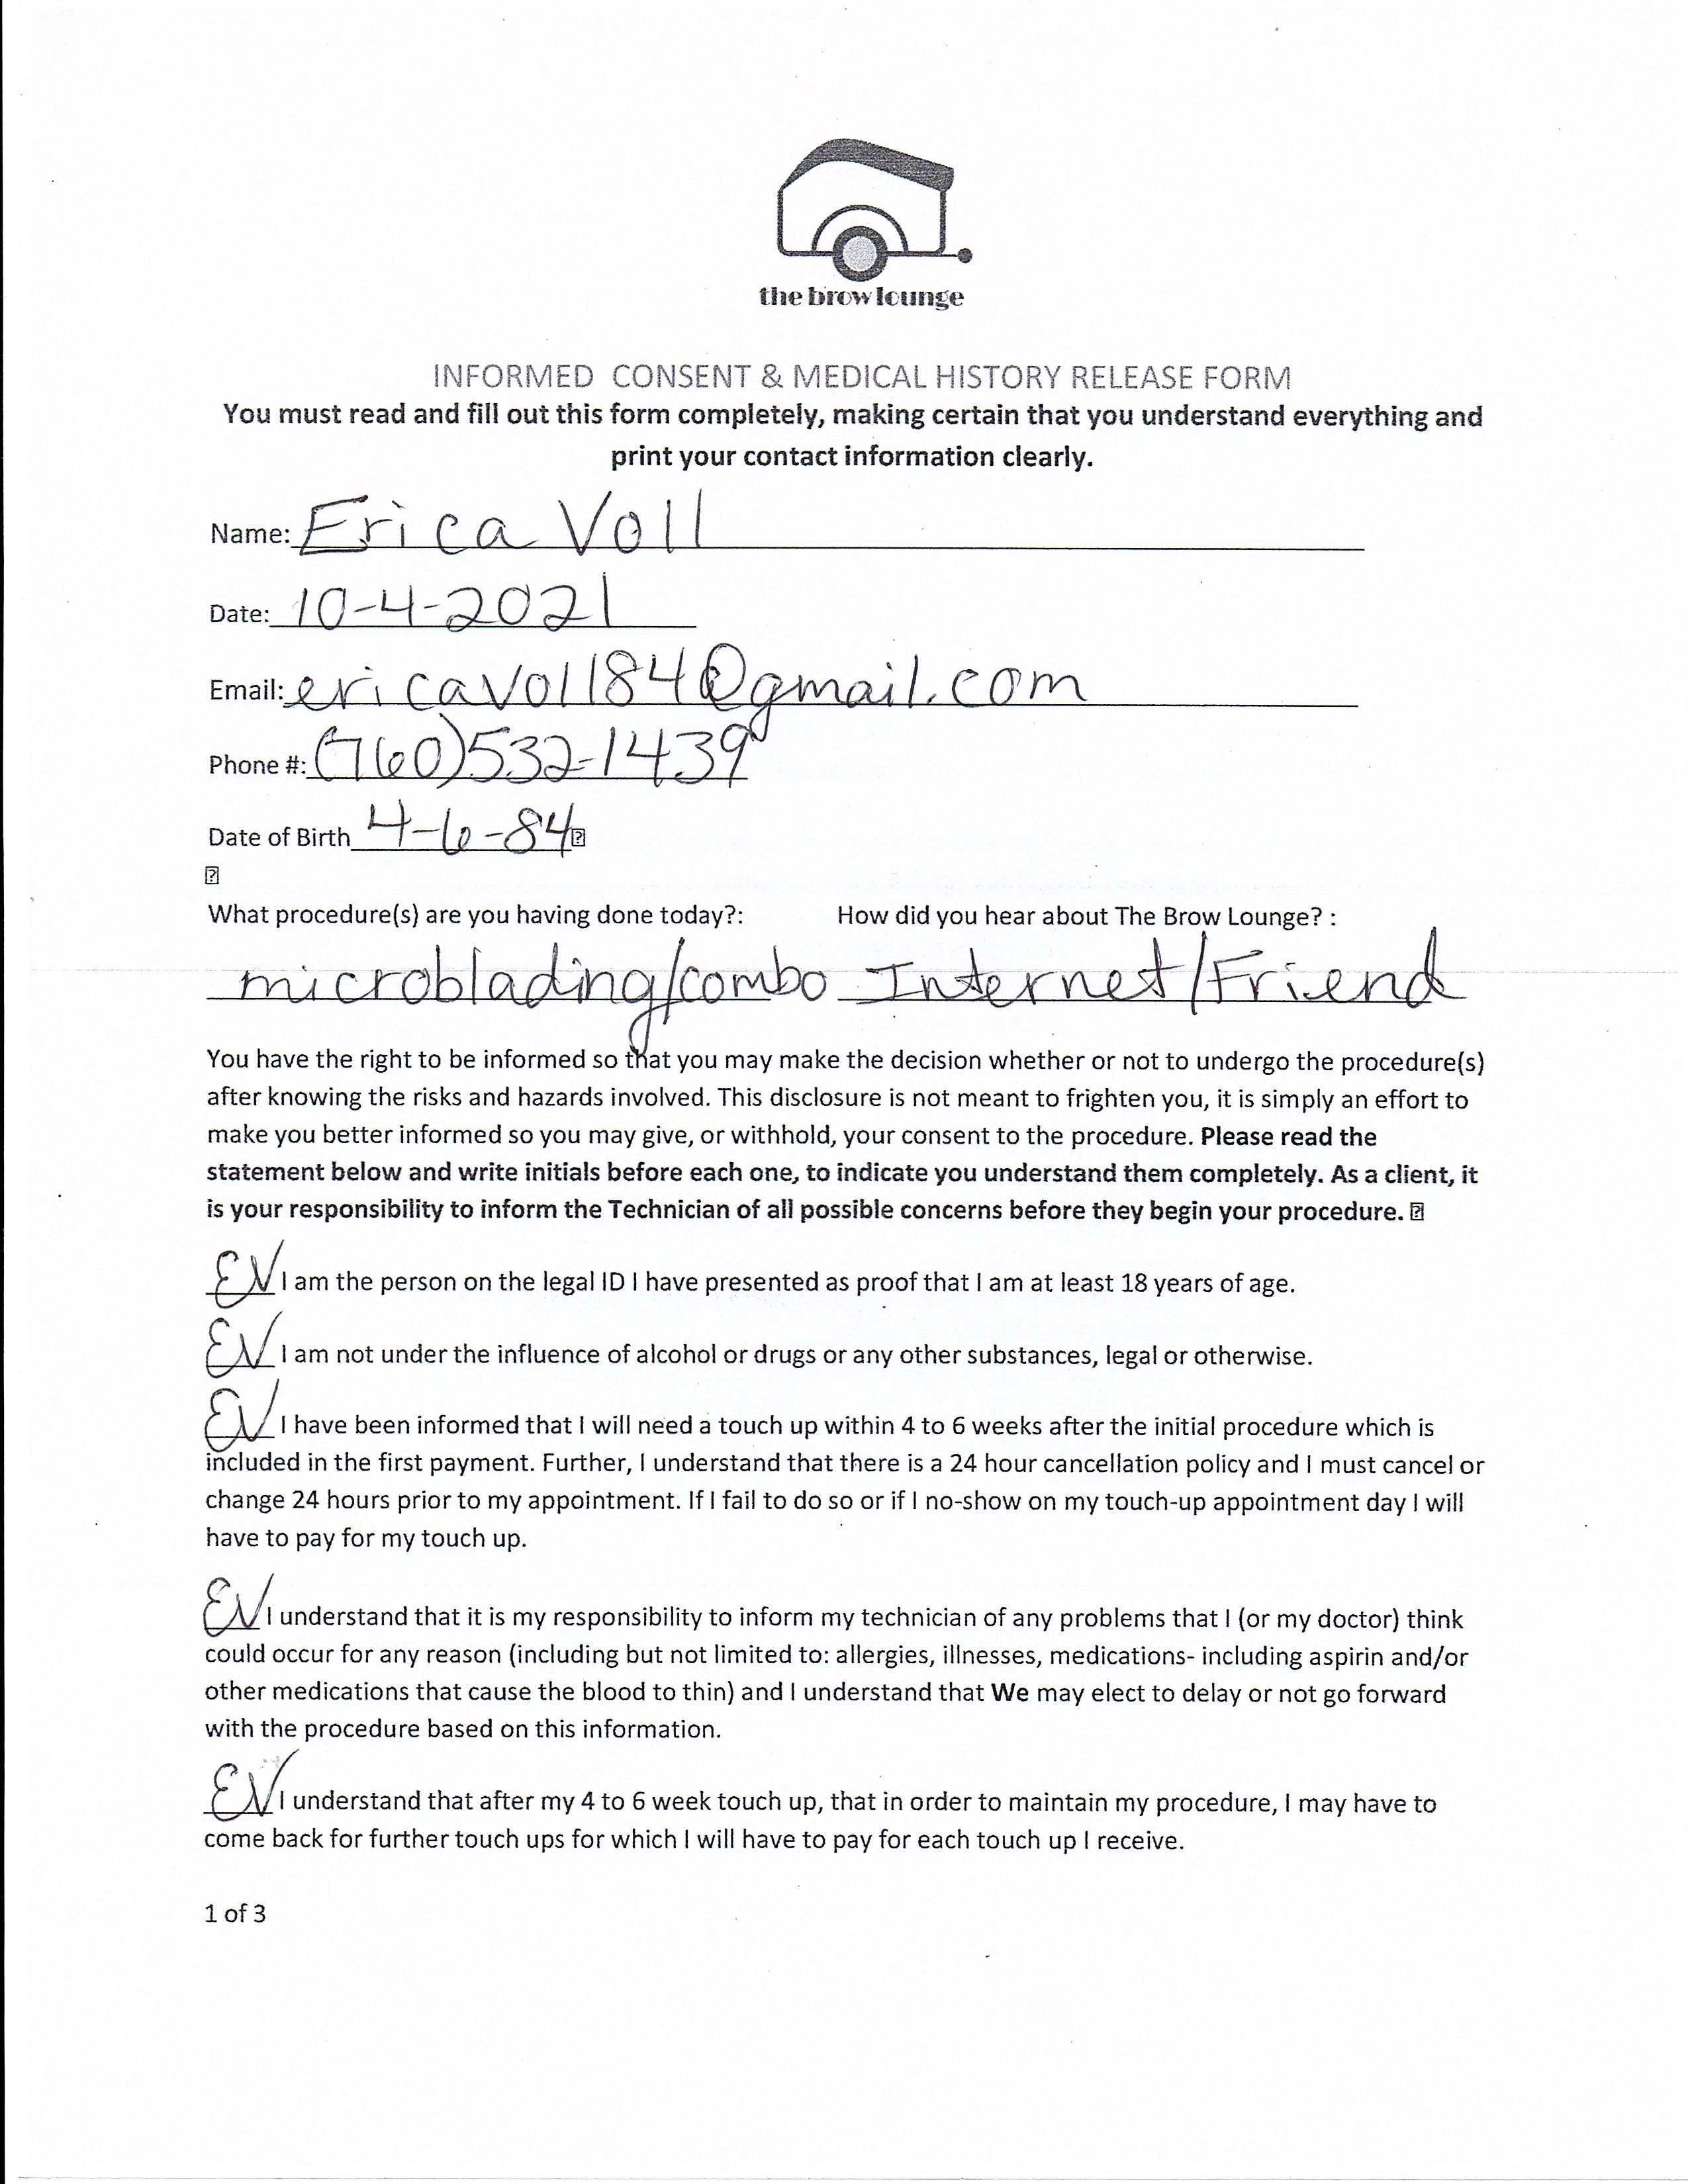 the brow lounge
INFORMED CONSENT & MEDICAL HISTORY RELEASE FORM
You must read and fill out this form completely, making certain that you understand everything and
print your contact information clearly.
Name: Erica Voll
Date: 10-4-2021
Email: ericavoll84@gmail.com
Phone #: (760)532-1439
Date of Birth 4-6-84
What procedure(s) are you having done today?: How did you hear about The Brow Lounge? :
microblading/combo Internet/Friend
You have the right to be informed so that you may make the decision whether or not to undergo the procedure(s)
after knowing the risks and hazards involved. This disclosure is not meant to frighten you, it is simply an effort to
make you better informed so you may give, or withhold, your consent to the procedure. Please read the
statement below and write initials before each one, to indicate you understand them completely. As a client, it
is your responsibility to inform the Technician of all possible concerns before they begin your procedure.
EV I am the person on the legal ID I have presented as proof that I am at least 18 years of age.
EV I am not under the influence of alcohol or drugs or any other substances, legal or otherwise.
EV I have been informed that I will need a touch up within 4 to 6 weeks after the initial procedure which is
included in the first payment. Further, I understand that there is a 24 hour cancellation policy and I must cancel or
change 24 hours prior to my appointment. If I fail to do so or if I no-show on my touch-up appointment day I will
have to pay for my touch up.
EV I understand that it is my responsibility to inform my technician of any problems that I (or my doctor) think
could occur for any reason (including but not limited to: allergies, illnesses, medications- including aspirin and/or
other medications that cause the blood to thin) and I understand that We may elect to delay or not go forward
with the procedure based on this information.
EV I understand that after my 4 to 6 week touch up, that in order to maintain my procedure, I may have to
come back for further touch ups for which I will have to pay for each touch up I receive.
1 of 3